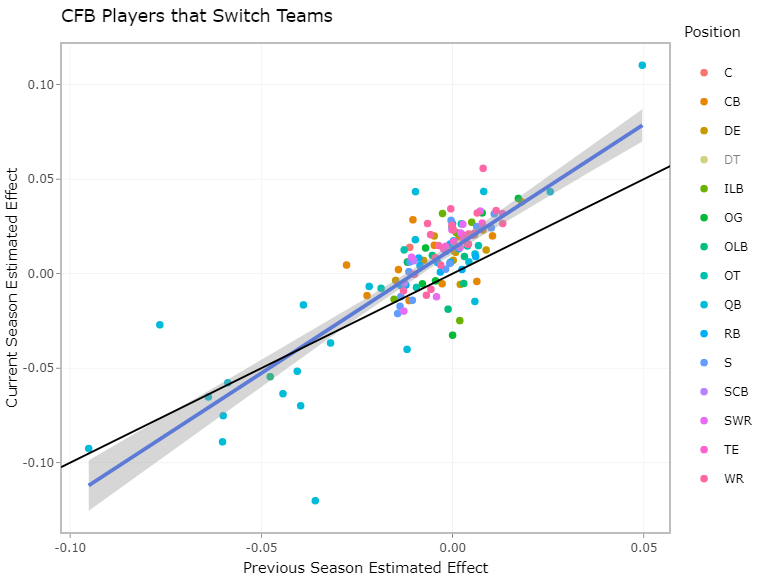 CFB Players that Switch Teams
Position
C
CB
DE
DT
ILB
OG
OLB
OT
QB
RB
S
SCB
SWR
TE
WR
Current Season Estimated Effect
0.10
0.05
0.00
-0.05
-0.10
-0.10
-0.05
0.00
0.05
Previous Season Estimated Effect